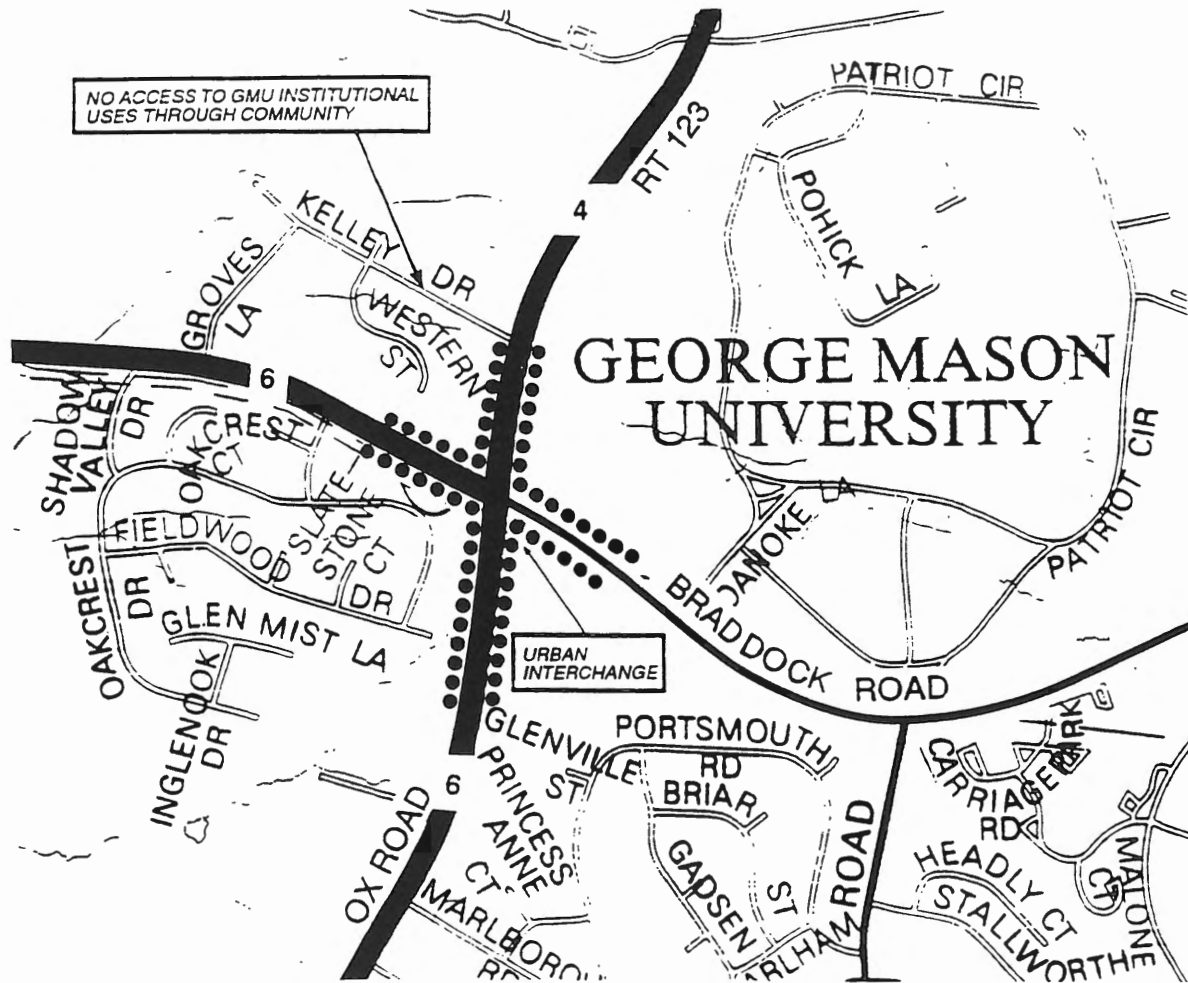 PATRIOT CIR
NO ACCESS TO GMU INSTITUTIONAL
USES THROUGH COMMUNITY
RT 123
4
POHICK
LA
KELLEY
DR
GROVES
LA
WESTERN
ST
GEORGE MASON
UNIVERSITY
6
SHADOW
VALLEY
DR
OAKCREST
CT
SLATE
STONE
CT
LA
PATRIOT CIR
FIELDWOOD
DR
OAKCREST
DR
GLEN MIST LA
BRADDOCK ROAD
URBAN
INTERCHANGE
INGLENOOK
DR
GLENVILLE
ST
PORTSMOUTH
RD
BRIAR
PRINCESS
ANNE
CT
6
OX ROAD
GADSEN
ST
ROAD
CARRIAGEPARK
RD
HEADLY CT
STALLWORTHE
CT
MALONE